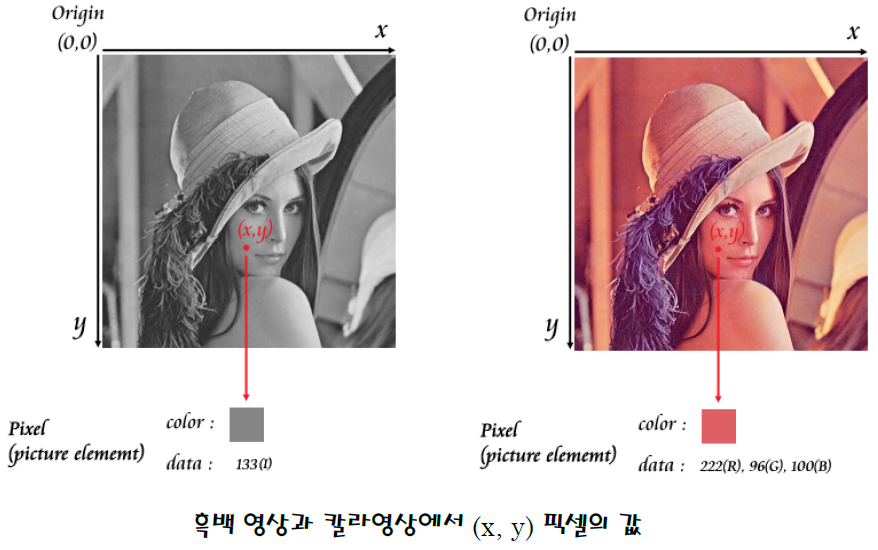 Origin
(0,0)
x
y
(x,y)
Pixel
(picture elememt)
color :
data : 133(I)
Origin
(0,0)
x
y
(x,y)
Pixel
(picture elememt)
color :
data : 222(R), 96(G), 100(B)
흑백 영상과 칼라영상에서 (x, y) 픽셀의 값